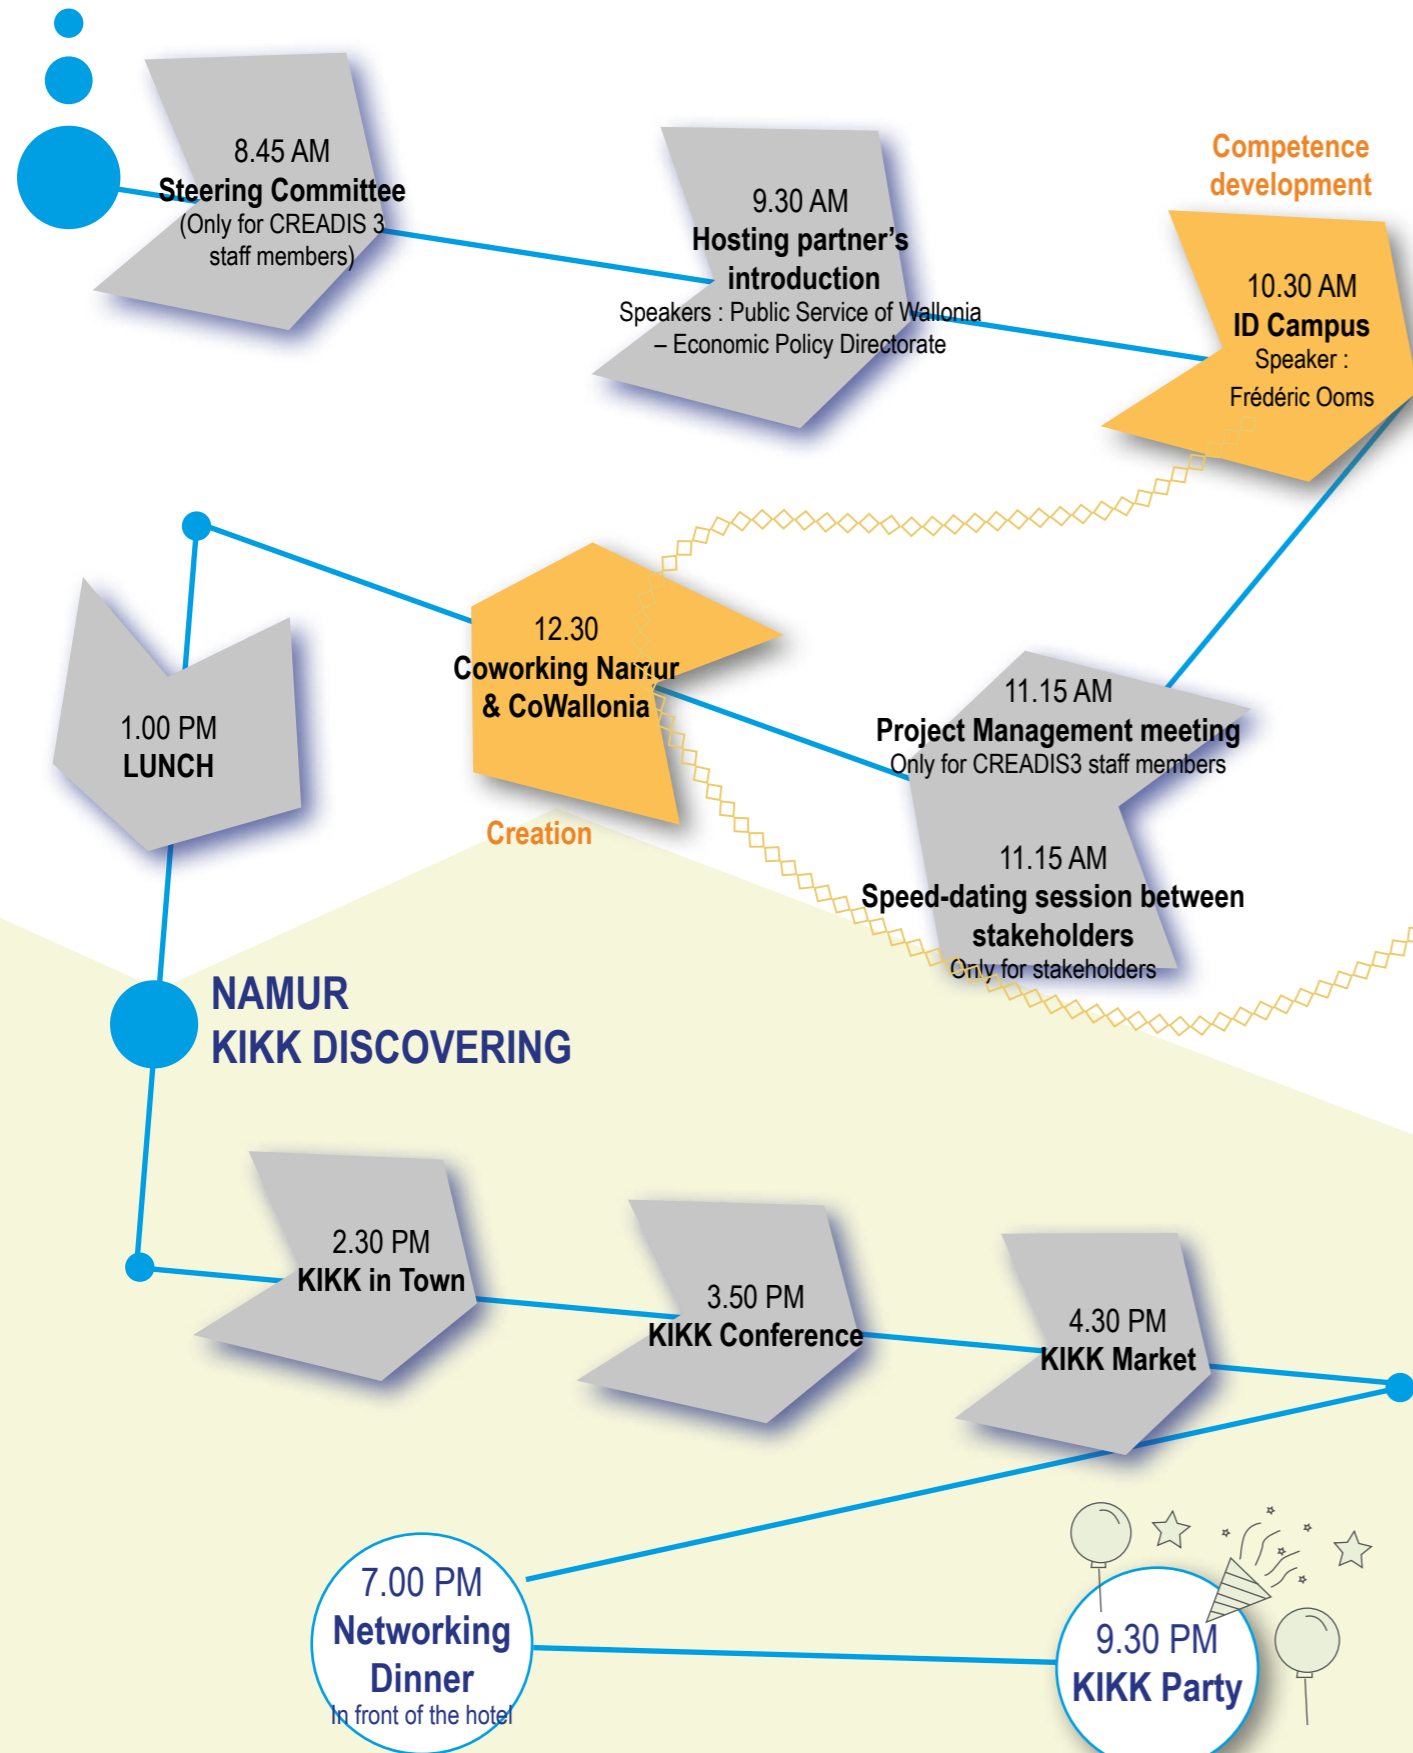 8.45 AM
Steering Committee
(Only for CREADIS 3
staff members)
9.30 AM
Hosting partner’s
introduction
Speakers : Public Service of Wallonia
– Economic Policy Directorate
Competence
development
10.30 AM
ID Campus
Speaker :
Frédéric Ooms
11.15 AM
Project Management meeting
Only for CREADIS3 staff members
11.15 AM
Speed-dating session between
stakeholders
Only for stakeholders
12.30
Coworking Namur
& CoWallonia
Creation
1.00 PM
LUNCH
NAMUR
KIKK DISCOVERING
2.30 PM
KIKK in Town
3.50 PM
KIKK Conference
4.30 PM
KIKK Market
7.00 PM
Networking
Dinner
In front of the hotel
9.30 PM
KIKK Party